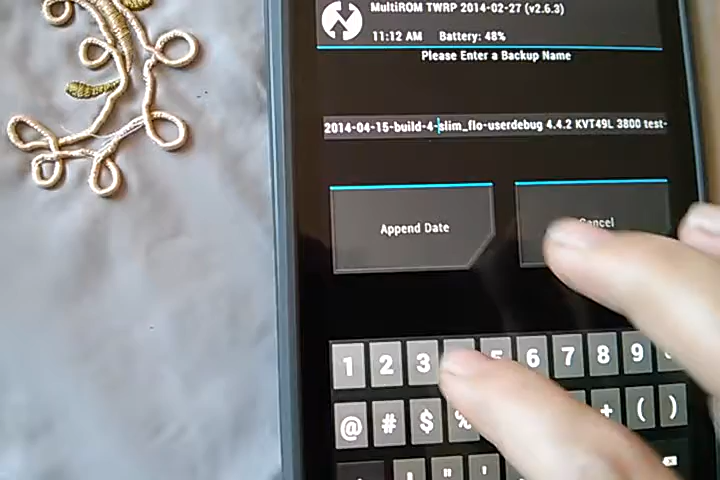 MultiROM TWRP 2014-02-27 (v2.6.3)
11:12 AM Battery: 48%
Please Enter a Backup Name
2014-04-15-build-4-slim_flo-userdebug 4.4.2 KVT49L 3800 test-
Append Date
Cancel
1 2 3 5 6 7 8 9
@ # $ % + ( )